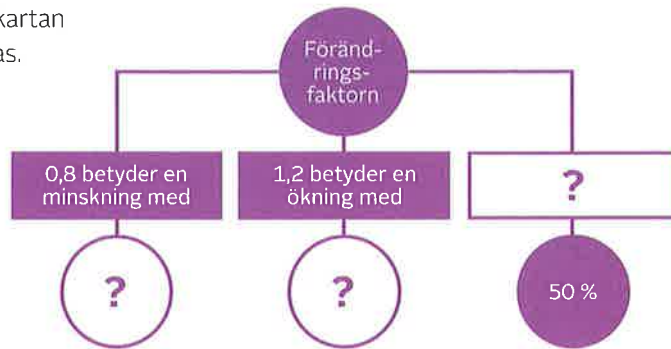 kartan
as.
Föränd-
rings-
faktorn
0,8 betyder en
minskning med
1,2 betyder en
ökning med
?
?
?
50 %